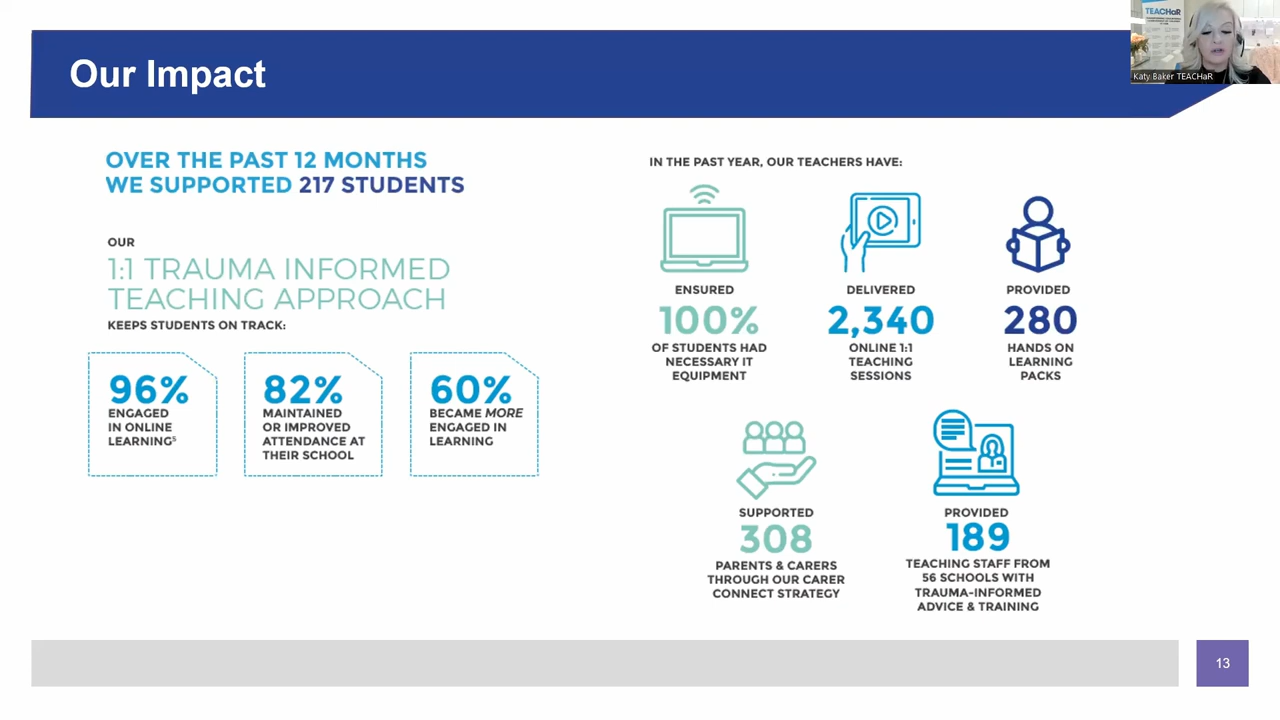 TEACHaR
Katy Baker TEACHaR
Our Impact
OVER THE PAST 12 MONTHS
WE SUPPORTED 217 STUDENTS
OUR
1:1 TRAUMA INFORMED
TEACHING APPROACH
KEEPS STUDENTS ON TRACK:
96%
ENGAGED
IN ONLINE
LEARNING⁵
82%
MAINTAINED
OR IMPROVED
ATTENDANCE AT
THEIR SCHOOL
60%
BECAME MORE
ENGAGED IN
LEARNING
IN THE PAST YEAR, OUR TEACHERS HAVE:
ENSURED
100%
OF STUDENTS HAD
NECESSARY IT
EQUIPMENT
DELIVERED
2,340
ONLINE 1:1
TEACHING
SESSIONS
PROVIDED
280
HANDS ON
LEARNING
PACKS
SUPPORTED
308
PARENTS & CARERS
THROUGH OUR CARER
CONNECT STRATEGY
PROVIDED
189
TEACHING STAFF FROM
56 SCHOOLS WITH
TRAUMA-INFORMED
ADVICE & TRAINING
13